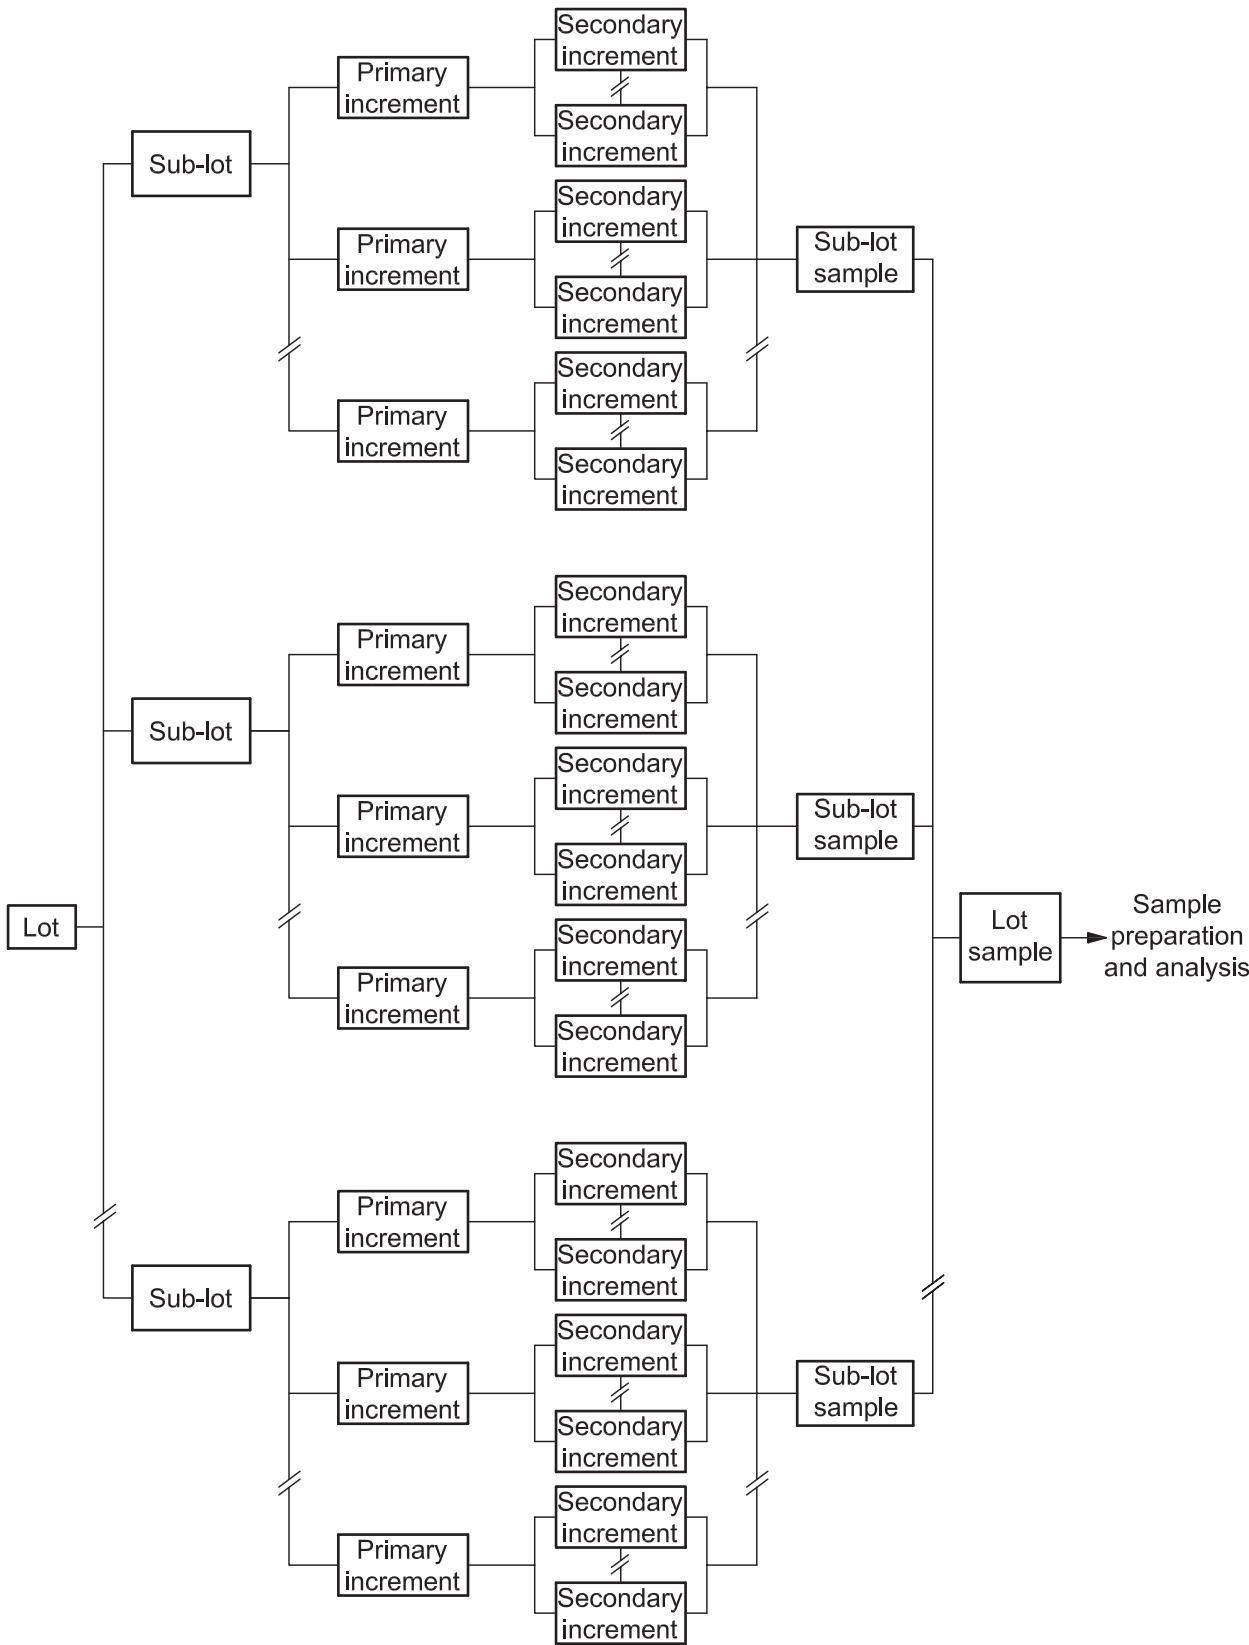 Secondary
increment
Primary
increment
Secondary
increment
Sub-lot
Secondary
increment
Primary
increment
Sub-lot
sample
Secondary
increment
Secondary
increment
Primary
increment
Secondary
increment
Secondary
increment
Primary
increment
Secondary
increment
Sub-lot
Secondary
increment
Primary
increment
Sub-lot
sample
Secondary
increment
Lot
Lot
sample
Sample
preparation
and analysis
Secondary
increment
Primary
increment
Secondary
increment
Secondary
increment
Primary
increment
Secondary
increment
Sub-lot
Secondary
increment
Primary
increment
Sub-lot
sample
Secondary
increment
Secondary
increment
Primary
increment
Secondary
increment